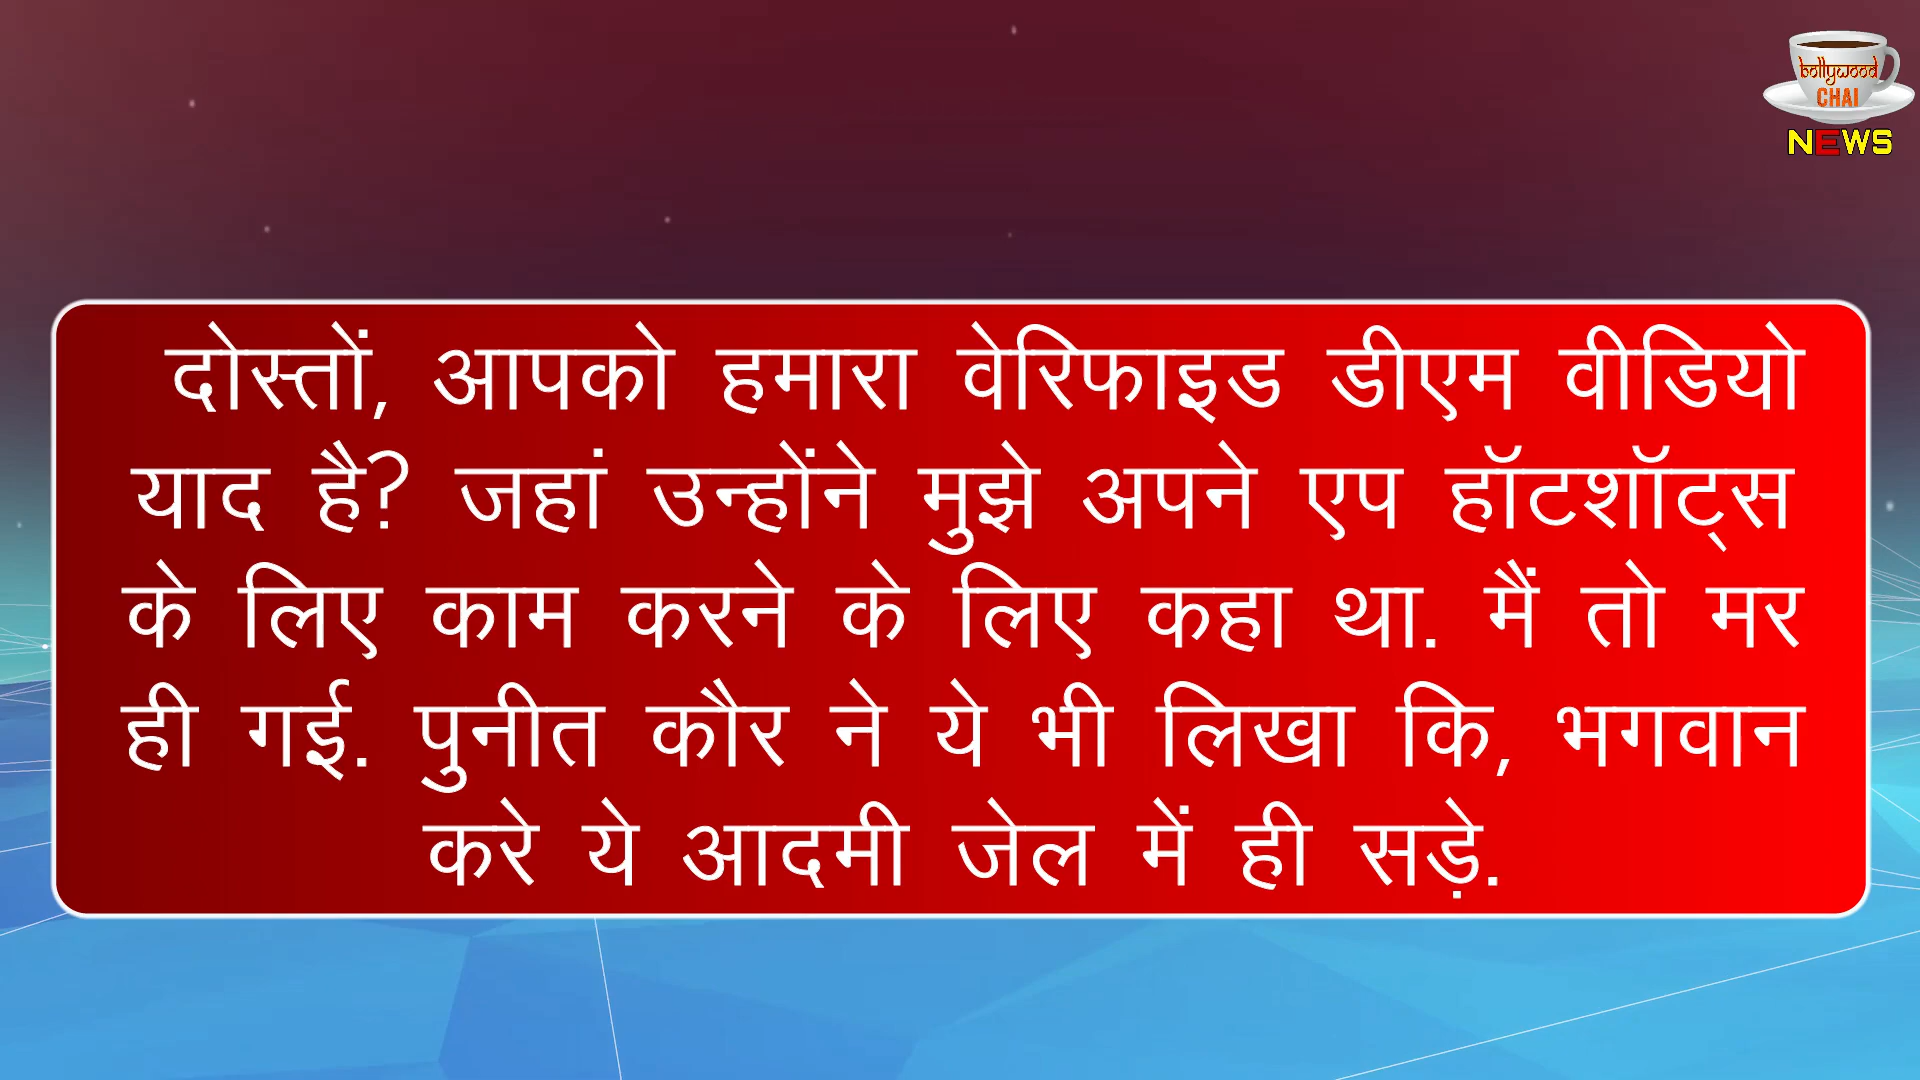 bollywood
CHAI
NEWS
दोस्तों, आपको हमारा वेरिफाइड डीएम वीडियो
याद है? जहां उन्होंने मुझे अपने एप हॉटशॉट्स
के लिए काम करने के लिए कहा था. मैं तो मर
ही गई. पुनीत कौर ने ये भी लिखा कि, भगवान
करे ये आदमी जेल में ही सड़े.